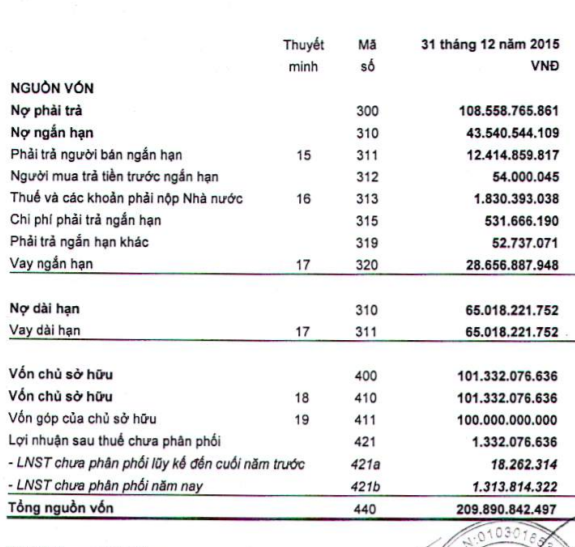 Thuyết Mã 31 tháng 12 năm 2015
minh số VNĐ
NGUỒN VỐN
Nợ phải trả 300 108.558.765.861
Nợ ngắn hạn 310 43.540.544.109
Phải trả người bán ngắn hạn 15 311 12.414.859.817
Người mua trả tiền trước ngắn hạn 312 54.000.045
Thuế và các khoản phải nộp Nhà nước 16 313 1.830.393.038
Chi phí phải trả ngắn hạn 315 531.666.190
Phải trả ngắn hạn khác 319 52.737.071
Vay ngắn hạn 17 320 28.656.887.948
Nợ dài hạn 310 65.018.221.752
Vay dài hạn 17 311 65.018.221.752
Vốn chủ sở hữu 400 101.332.076.636
Vốn chủ sở hữu 18 410 101.332.076.636
Vốn góp của chủ sở hữu 19 411 100.000.000.000
Lợi nhuận sau thuế chưa phân phối 421 1.332.076.636
- LNST chưa phân phối lũy kế đến cuối năm trước 421a 18.262.314
- LNST chưa phân phối năm nay 421b 1.313.814.322
Tổng nguồn vốn 440 209.890.842.497